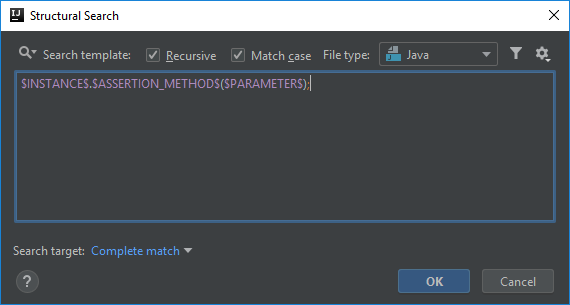 IJ Structural Search
Search template: Recursive Match case File type: Java
$INSTANCE$.$ASSERTION_METHOD$($PARAMETER$);
Search target: Complete match
? OK Cancel